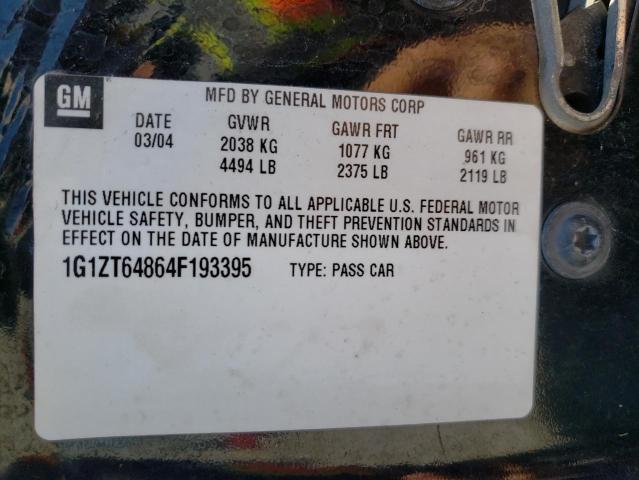 GM
MFD BY GENERAL MOTORS CORP
DATE GVWR GAWR FRT GAWR RR
03/04 2038 KG 1077 KG 961 KG
4494 LB 2375 LB 2119 LB
THIS VEHICLE CONFORMS TO ALL APPLICABLE U.S. FEDERAL MOTOR
VEHICLE SAFETY, BUMPER, AND THEFT PREVENTION STANDARDS IN
EFFECT ON THE DATE OF MANUFACTURE SHOWN ABOVE.
1G1ZT64864F193395 TYPE: PASS CAR